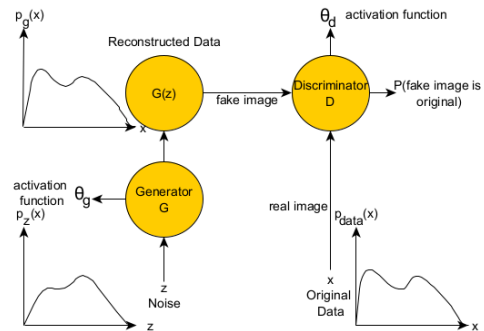 p_g(x)
Reconstructed Data
θ_d activation function
G(z)
fake image
Discriminator
D
P(fake image is
original)
x
activation
function
θ_g
Generator
G
p_z(x)
real image
p_data(x)
z
Noise
z
x
Original
Data
x